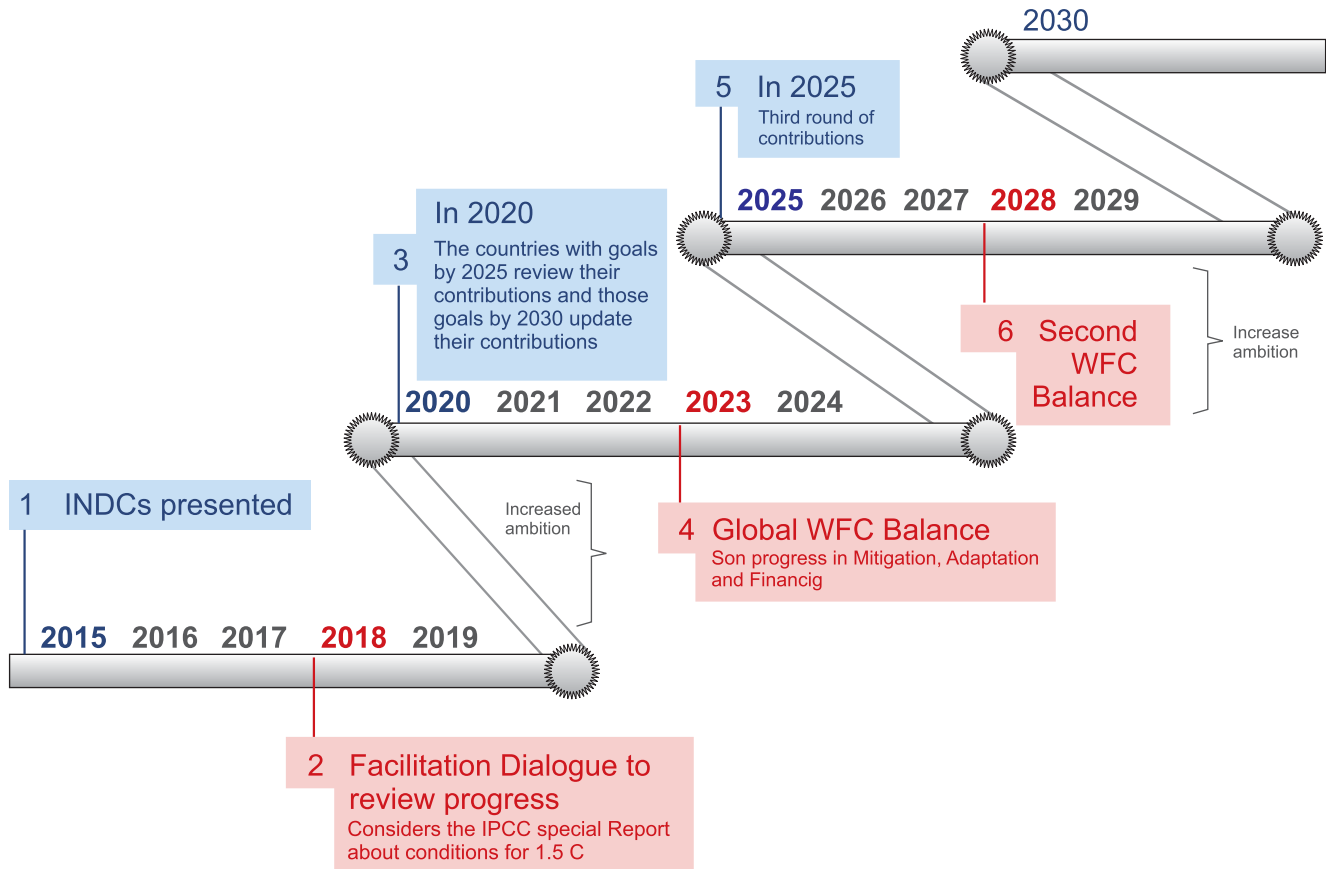 2030
5 In 2025
Third round of
contributions
2025 2026 2027 2028 2029
3 In 2020
The countries with goals
by 2025 review their
contributions and those
goals by 2030 update
their contributions
6 Second
WFC
Balance
Increase
ambition
2020 2021 2022 2023 2024
1 INDCs presented
Increased
ambition
4 Global WFC Balance
Son progress in Mitigation, Adaptation
and Financig
2015 2016 2017 2018 2019
2 Facilitation Dialogue to
review progress
Considers the IPCC special Report
about conditions for 1.5 C